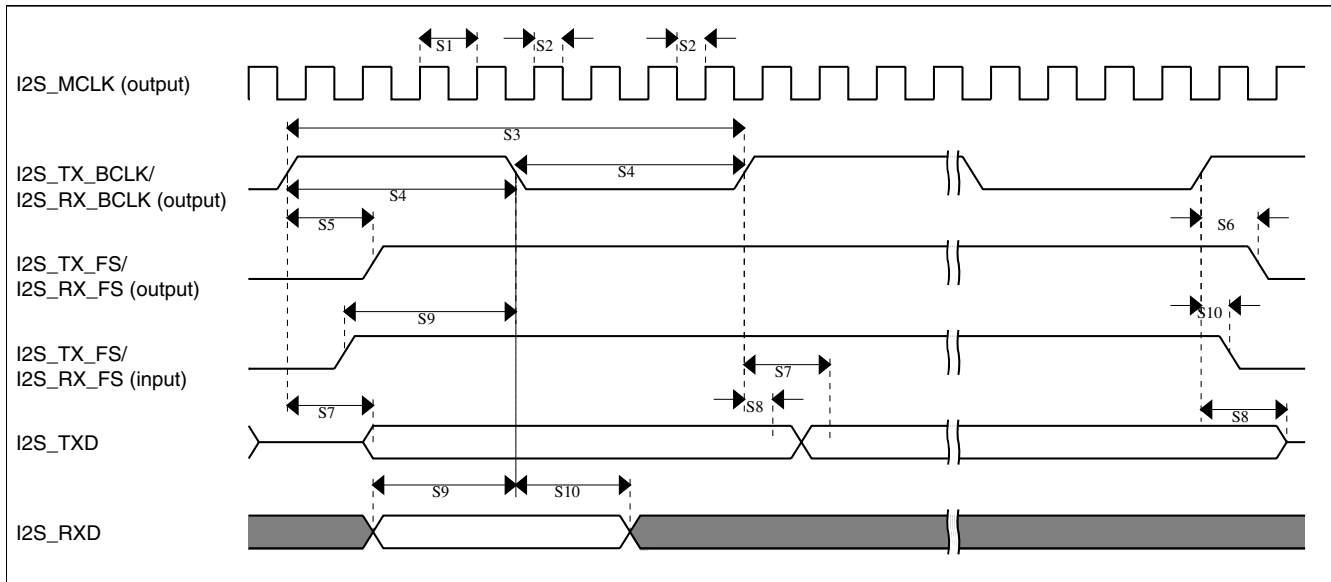 S1 S2 S2
I2S_MCLK (output)
S3
I2S_TX_BCLK/
I2S_RX_BCLK (output)
S4
S4
S5
S6
I2S_TX_FS/
I2S_RX_FS (output)
S9
S10
I2S_TX_FS/
I2S_RX_FS (input)
S7
S7
S8
S8
I2S_TXD
S9
S10
I2S_RXD